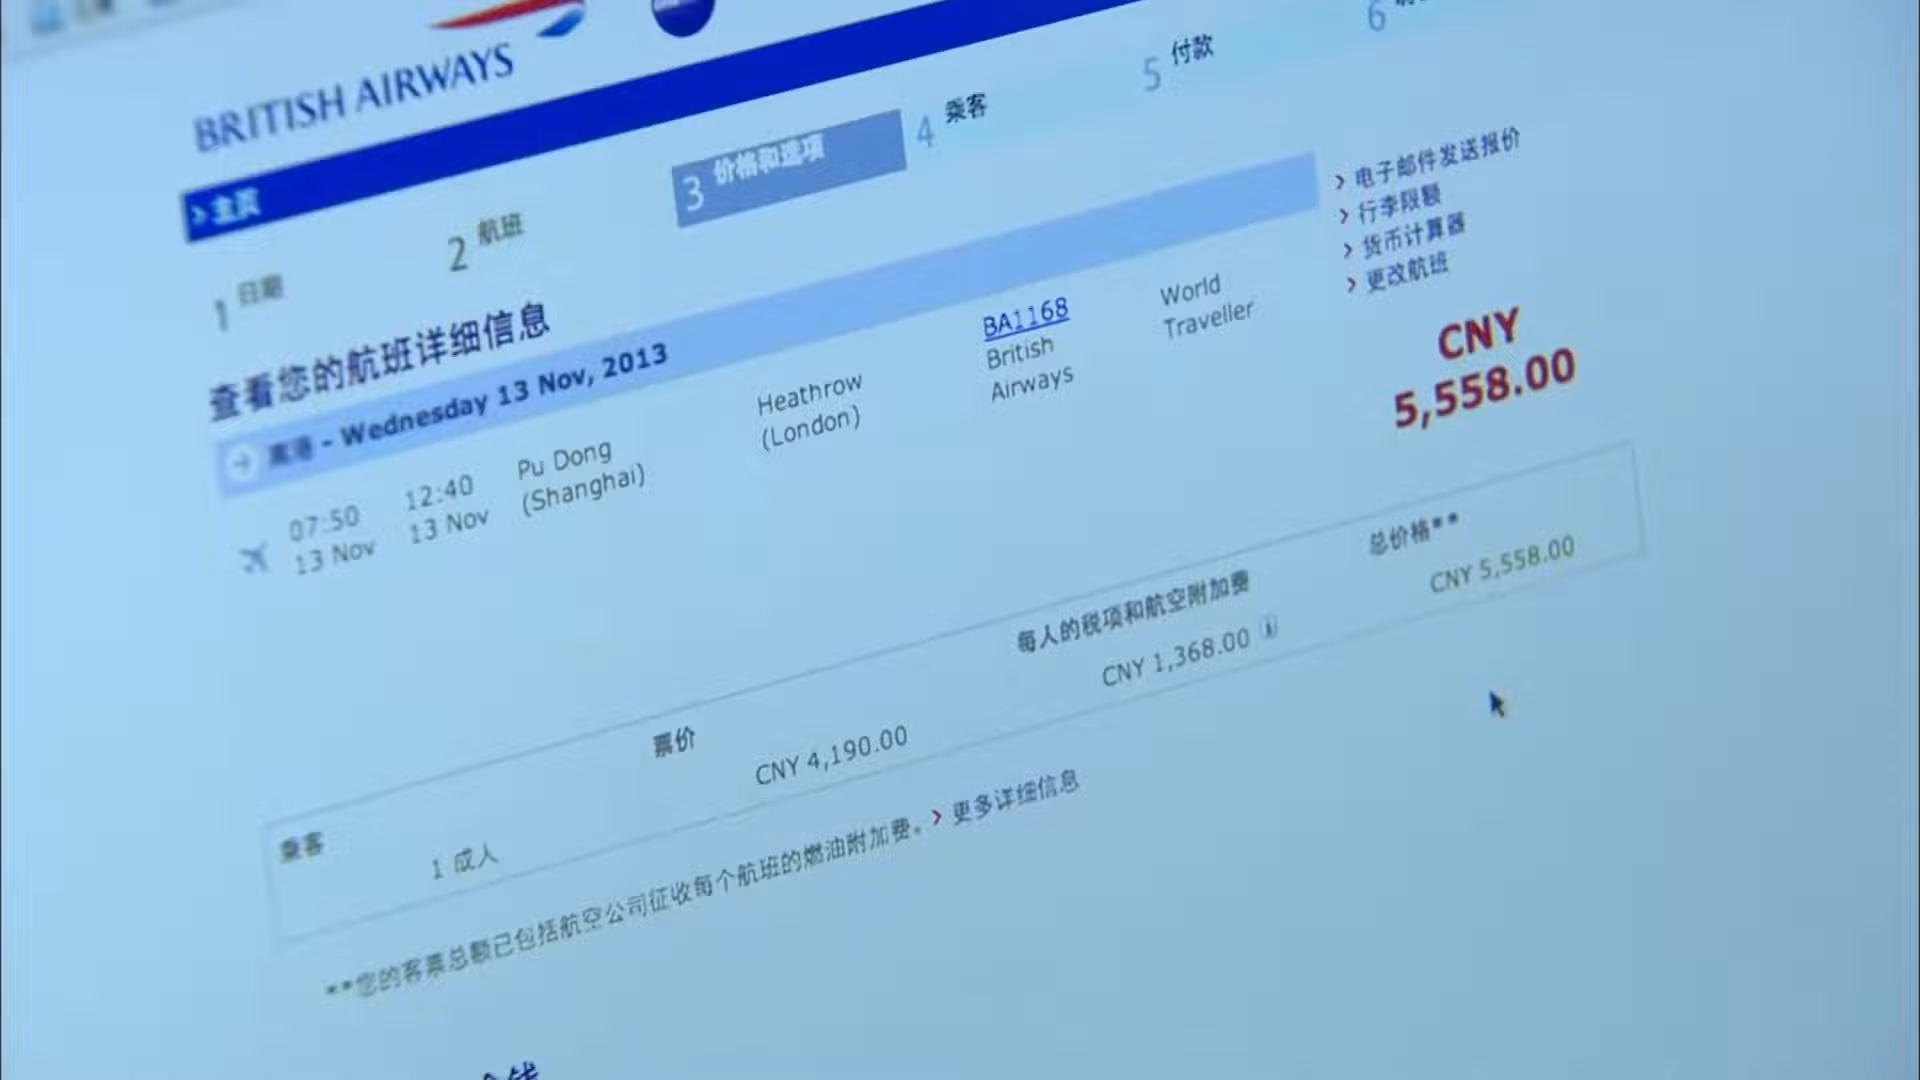 BRITISH AIRWAYS
主页
1 日期
2 航班
3 价格和选项
4 乘客
5 付款
6
查看您的航班详细信息
离港 - Wednesday 13 Nov, 2013
07:50
13 Nov
12:40
13 Nov
Pu Dong
(Shanghai)
Heathrow
(London)
BA1168
British
Airways
World
Traveller
电子邮件发送报价
行李限额
货币计算器
更改航班
CNY
5,558.00
乘客
票价
每人的税项和航空附加费
总价格**
1 成人
CNY 4,190.00
CNY 1,368.00
CNY 5,558.00
**您的客票总额已包括航空公司征收每个航班的燃油附加费。 更多详细信息